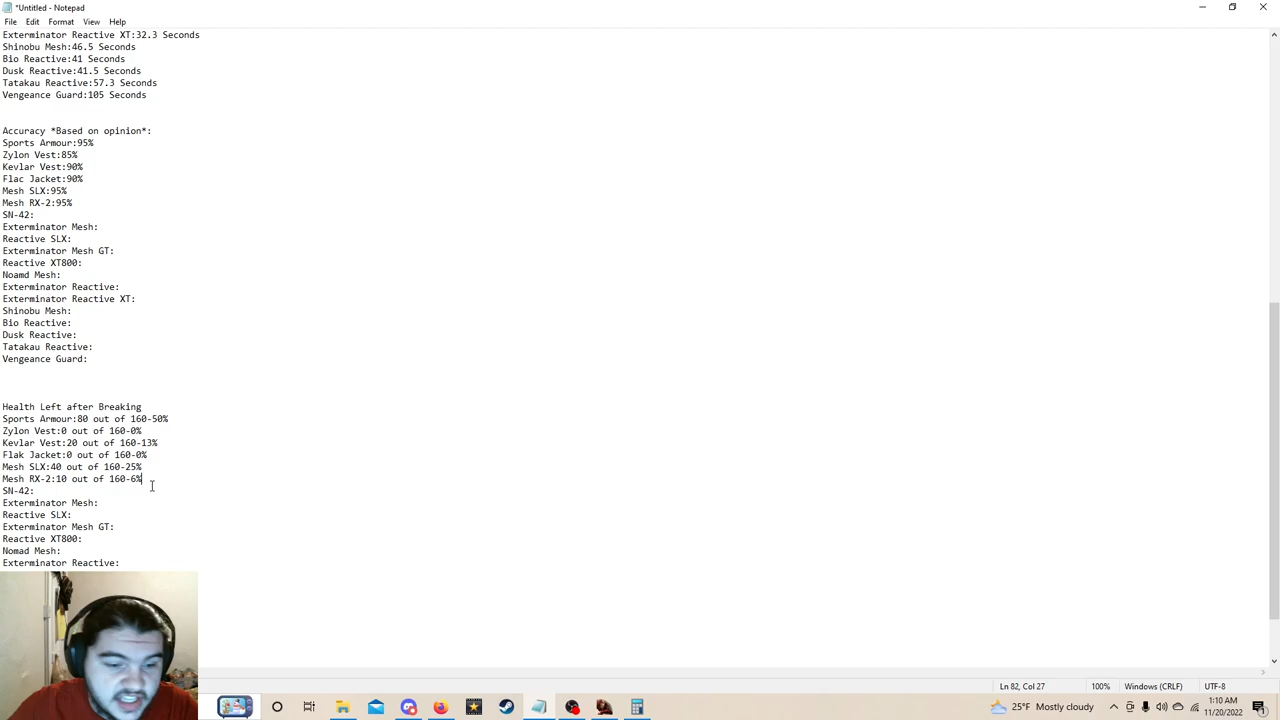 *Untitled - Notepad
File Edit Format View Help
Exterminator Reactive XT:32.3 Seconds
Shinobu Mesh:46.5 Seconds
Bio Reactive:41 Seconds
Dusk Reactive:41.5 Seconds
Tatakau Reactive:57.3 Seconds
Vengeance Guard:105 Seconds
Accuracy *Based on opinion*:
Sports Armour:95%
Zylon Vest:85%
Kevlar Vest:90%
Flac Jacket:90%
Mesh SLX:95%
Mesh RX-2:95%
SN-42:
Exterminator Mesh:
Reactive SLX:
Exterminator Mesh GT:
Reactive XT800:
Noamd Mesh:
Exterminator Reactive:
Exterminator Reactive XT:
Shinobu Mesh:
Bio Reactive:
Dusk Reactive:
Tatakau Reactive:
Vengeance Guard:
Health Left after Breaking
Sports Armour:80 out of 160-50%
Zylon Vest:0 out of 160-0%
Kevlar Vest:20 out of 160-13%
Flak Jacket:0 out of 160-0%
Mesh SLX:40 out of 160-25%
Mesh RX-2:10 out of 160-6%
SN-42:
Exterminator Mesh:
Reactive SLX:
Exterminator Mesh GT:
Reactive XT800:
Nomad Mesh:
Exterminator Reactive:
Ln 82, Col 27 100% Windows (CRLF) UTF-8
25°F Mostly cloudy 1:10 AM
11/20/2022